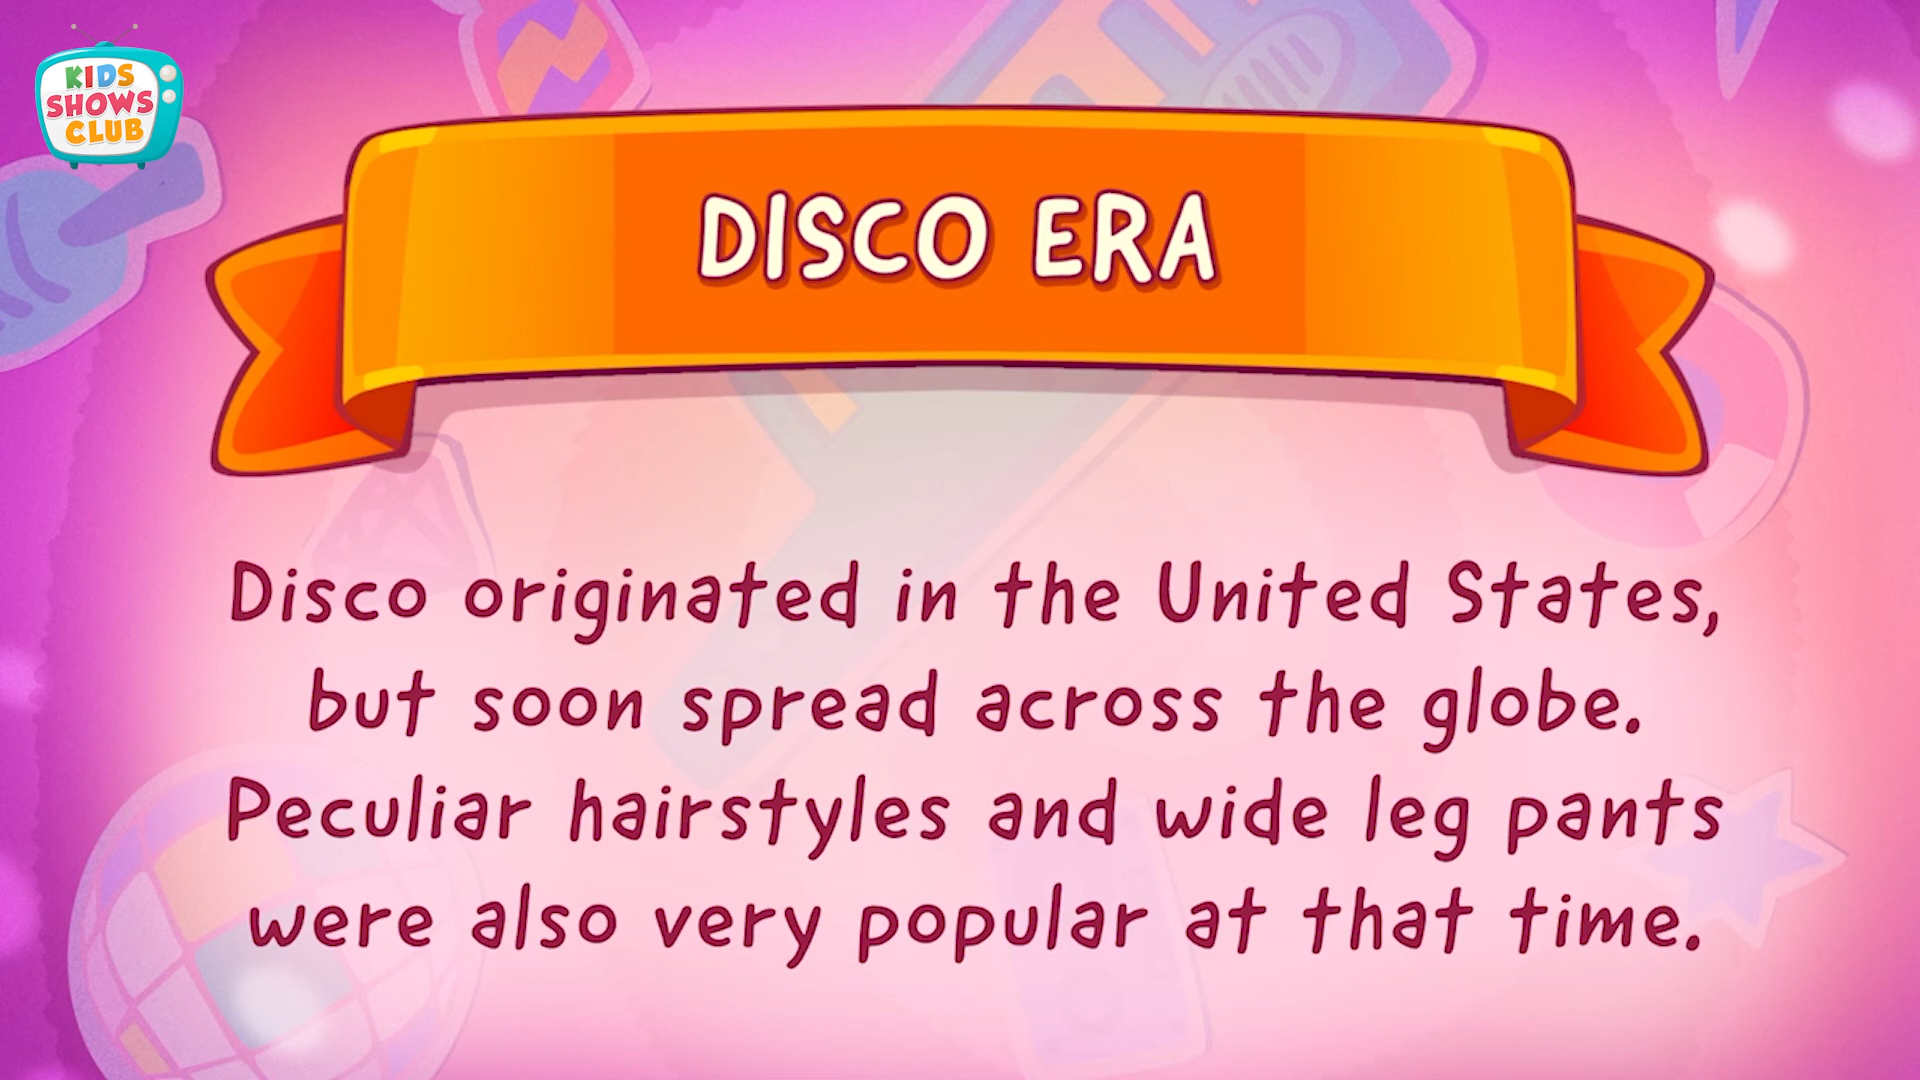 KIDS
SHOWS
CLUB
DISCO ERA
Disco originated in the United States,
but soon spread across the globe.
Peculiar hairstyles and wide leg pants
were also very popular at that time.